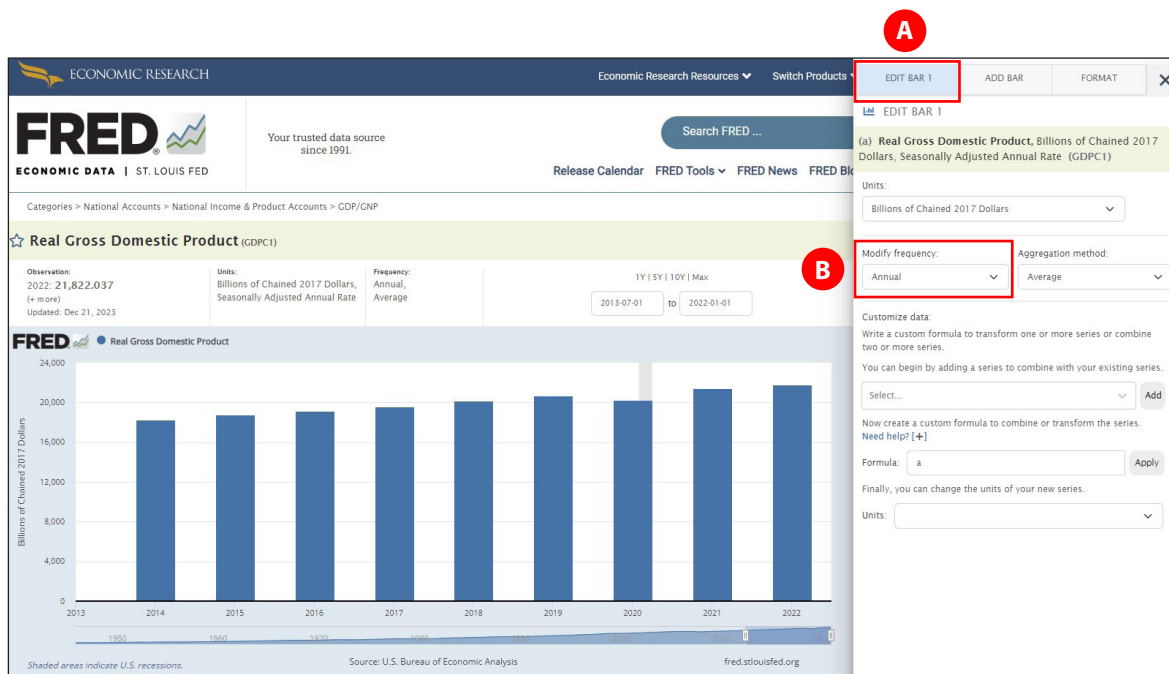 A
ECONOMIC RESEARCH
Economic Research Resources
Switch Products
EDIT BAR 1
ADD BAR
FORMAT
EDIT BAR 1
FRED
ECONOMIC DATA | ST. LOUIS FED
Your trusted data source
since 1991.
Search FRED ...
Release Calendar
FRED Tools
FRED News
FRED Blo
(a) Real Gross Domestic Product, Billions of Chained 2017
Dollars, Seasonally Adjusted Annual Rate (GDPC1)
Units:
Billions of Chained 2017 Dollars
Categories > National Accounts > National Income & Product Accounts > GDP/GNP
Real Gross Domestic Product (GDPC1)
Observation:
2022: 21,822.037
(+ more)
Updated: Dec 21, 2023
Units:
Billions of Chained 2017 Dollars,
Seasonally Adjusted Annual Rate
Frequency:
Annual,
Average
1Y | 5Y | 10Y | Max
2013-07-01 to 2022-01-01
B
Modify frequency:
Annual
Aggregation method:
Average
Customize data:
Write a custom formula to transform one or more series or combine
two or more series.
You can begin by adding a series to combine with your existing series.
Select...
Add
Now create a custom formula to combine or transform the series.
Need help? [+]
Formula: a
Apply
Finally, you can change the units of your new series.
Units:
FRED
Real Gross Domestic Product
Billions of Chained 2017 Dollars
24,000
20,000
16,000
12,000
8,000
4,000
0
2013 2014 2015 2016 2017 2018 2019 2020 2021 2022
1950 1960 1970 1980 1990 2000 2010
Shaded areas indicate U.S. recessions.
Source: U.S. Bureau of Economic Analysis
fred.stlouisfed.org